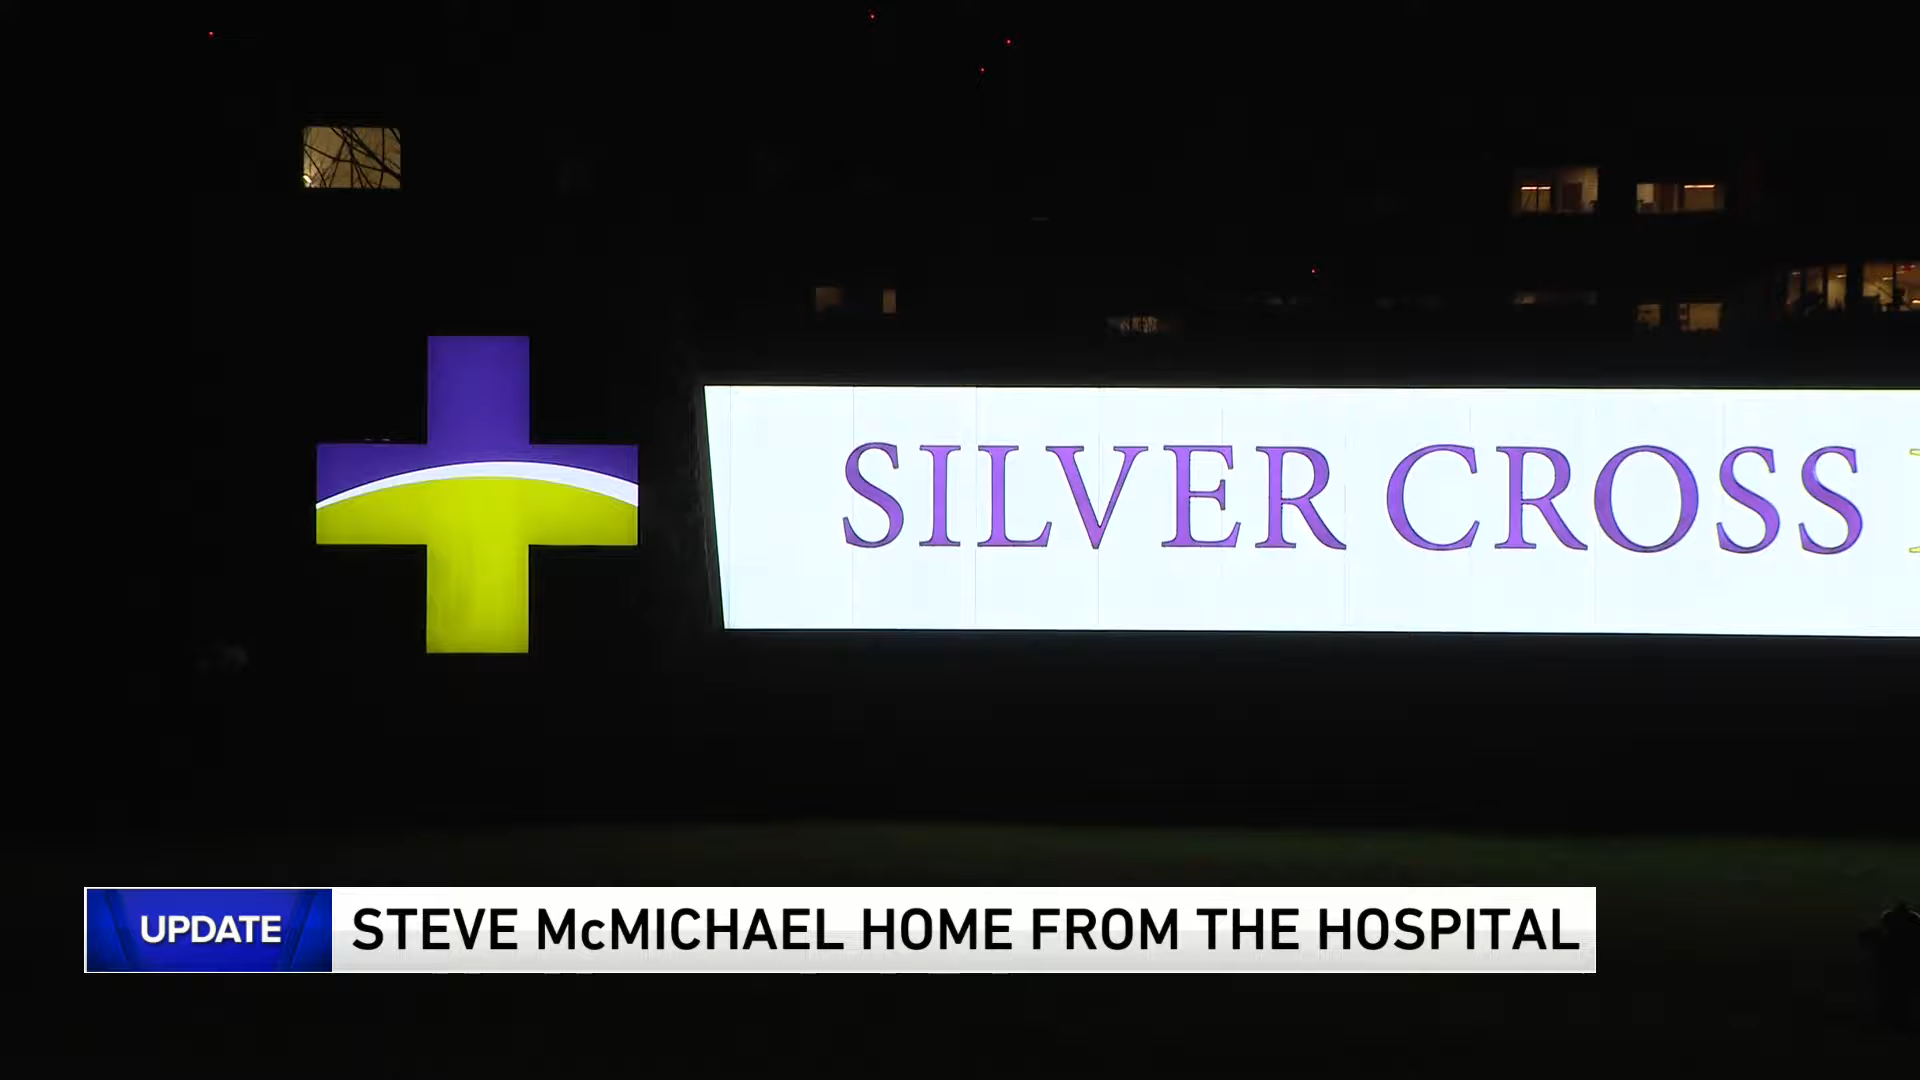 SILVER CROSS
UPDATE
STEVE McMICHAEL HOME FROM THE HOSPITAL